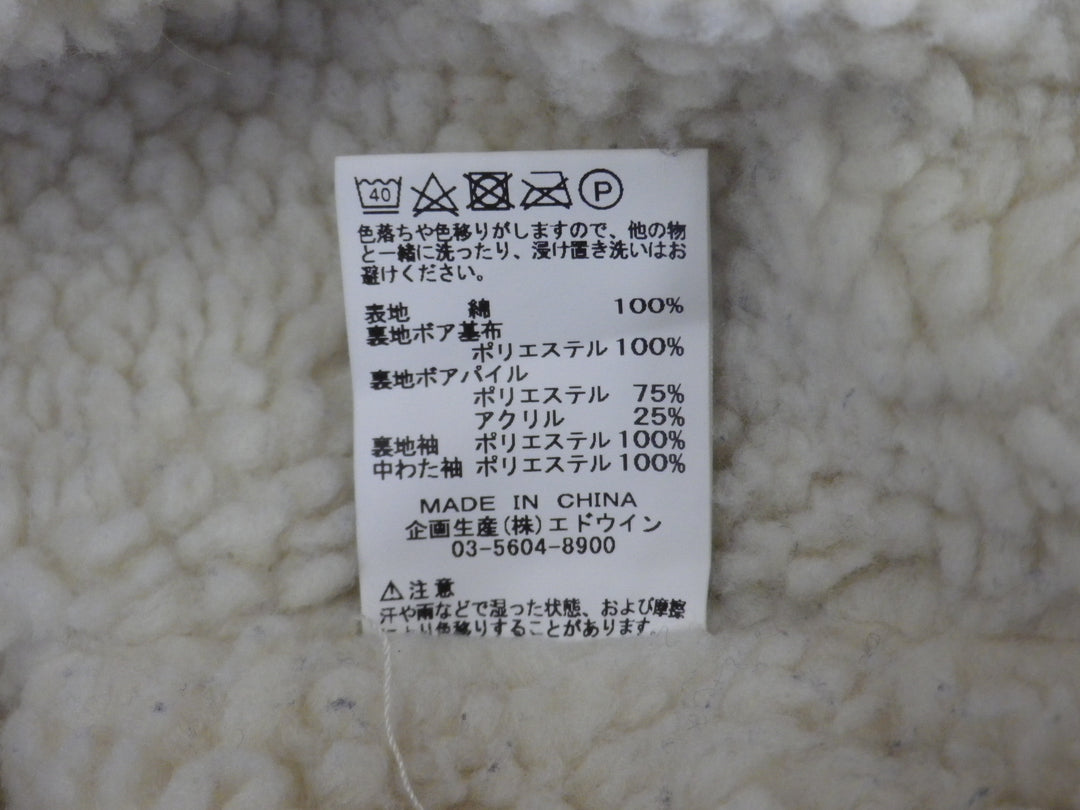 40 P
色落ちや色移りがしますので、他の物
と一緒に洗ったり、浸け置き洗いはお
避けください。
表地 綿 100%
裏地ボア基布
ポリエステル 100%
裏地ボアパイル
ポリエステル 75%
アクリル 25%
裏地袖 ポリエステル 100%
中わた袖 ポリエステル 100%
MADE IN CHINA
企画生産(株)エドウイン
03-5604-8900
⚠注意
汗や雨などで湿った状態、および摩擦
により色移りすることがあります。